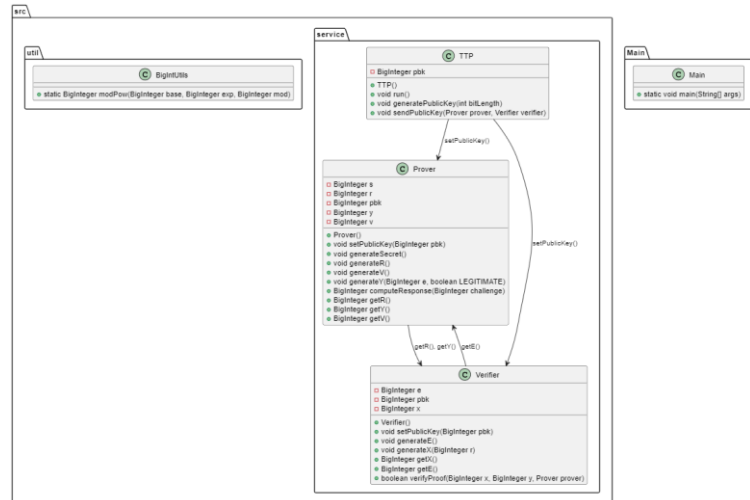 src
util
C BigIntUtils
static BigInteger modPow(BigInteger base, BigInteger exp, BigInteger mod)
service
C TTP
BigInteger pbk
TTP()
void run()
void generatePublicKey(int bitLength)
void sendPublicKey(Prover prover, Verifier verifier)
setPublicKey()
C Prover
BigInteger s
BigInteger r
BigInteger pbk
BigInteger y
BigInteger v
Prover()
void setPublicKey(BigInteger pbk)
void generateSecret()
void generateR()
void generateV()
void generateY(BigInteger e, boolean LEGITIMATE)
BigInteger computeResponse(BigInteger challenge)
BigInteger getR()
BigInteger getY()
BigInteger getV()
setPublicKey()
getR(), getY()
getE()
C Verifier
BigInteger e
BigInteger pbk
BigInteger x
Verifier()
void setPublicKey(BigInteger pbk)
void generateE()
void generateX(BigInteger r)
BigInteger getX()
BigInteger getE()
boolean verifyProof(BigInteger x, BigInteger y, Prover prover)
Main
C Main
static void main(String[] args)